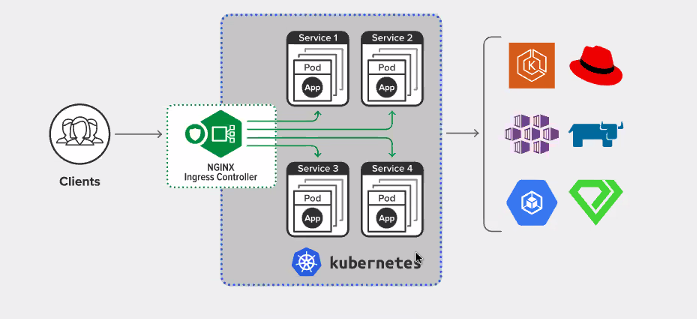 Clients
NGINX
Ingress Controller
Service 1
Pod
App
Service 2
Pod
App
Service 3
Pod
App
Service 4
Pod
App
kubernetes
K